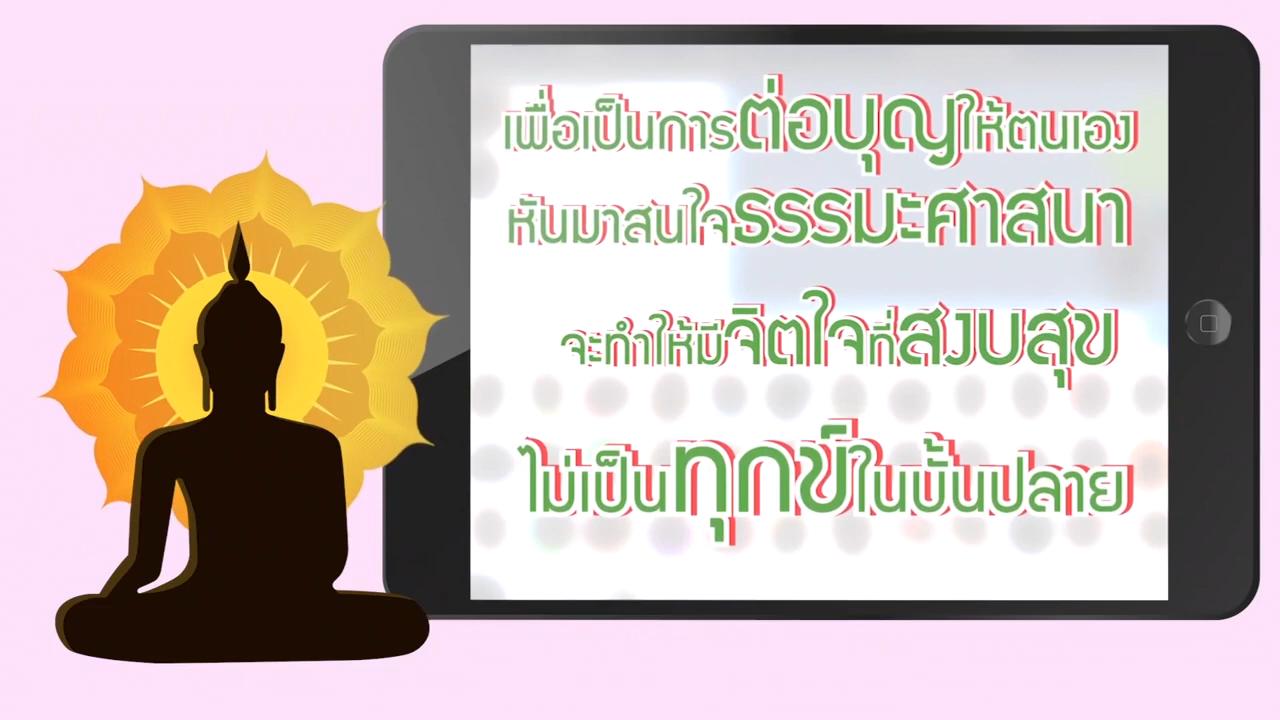 เพื่อเป็นการต่อบุญให้ตนเอง
หันมาสนใจธรรมะศาสนา
จะทำให้มีจิตใจที่สงบสุข
ไม่เป็นทุกข์ในบั้นปลาย